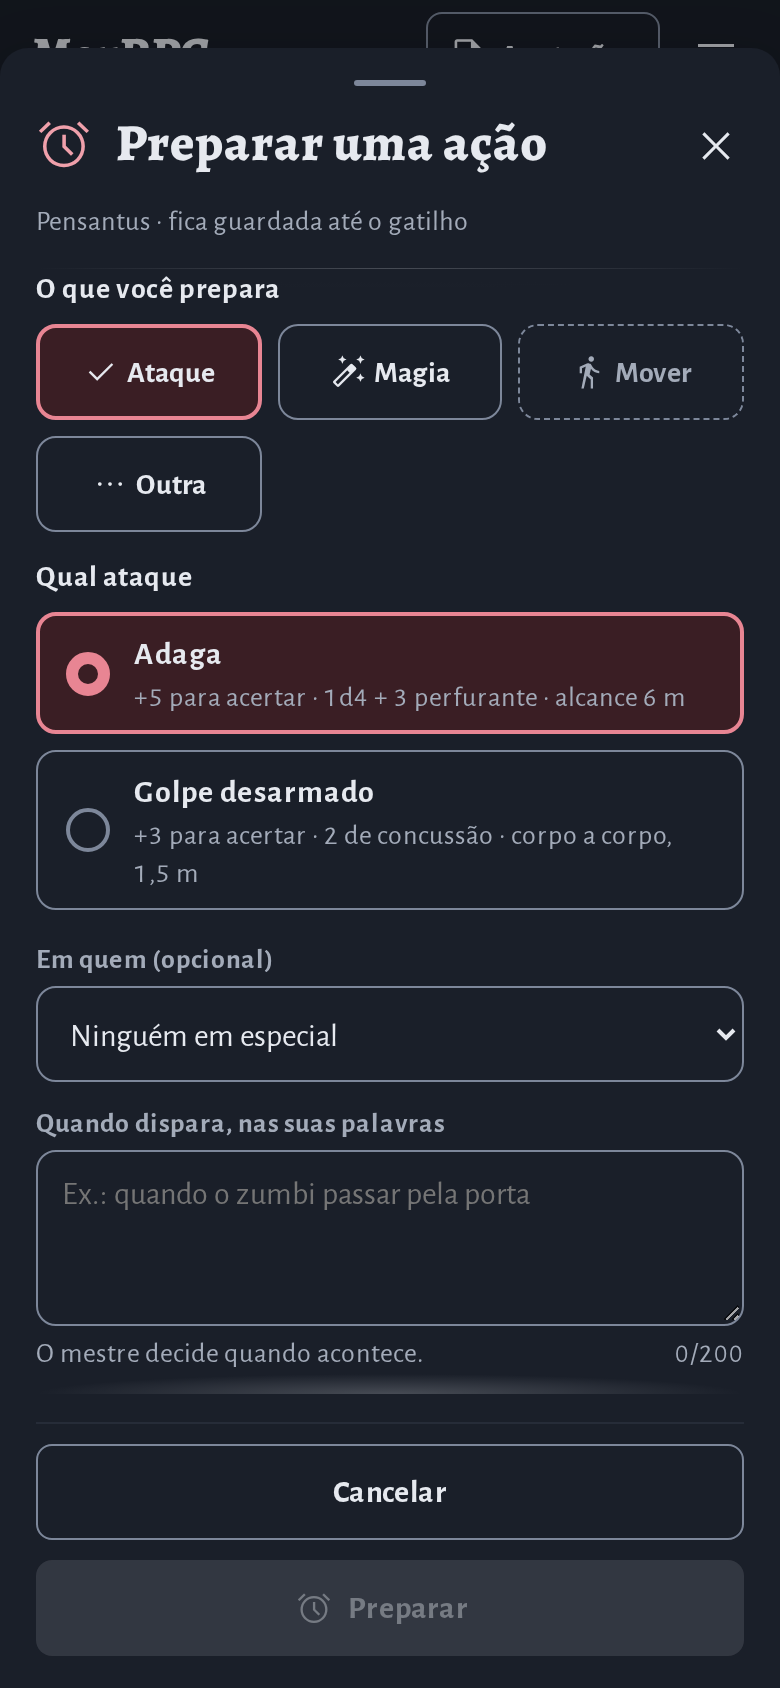 Preparar uma ação
Pensantus · fica guardada até o gatilho
O que você prepara
Ataque
Magia
Mover
Outra
Qual ataque
Adaga
+5 para acertar · 1d4 + 3 perfurante · alcance 6 m
Golpe desarmado
+3 para acertar · 2 de concussão · corpo a corpo,
1,5 m
Em quem (opcional)
Ninguém em especial
Quando dispara, nas suas palavras
Ex.: quando o zumbi passar pela porta
O mestre decide quando acontece.
0/200
Cancelar
Preparar